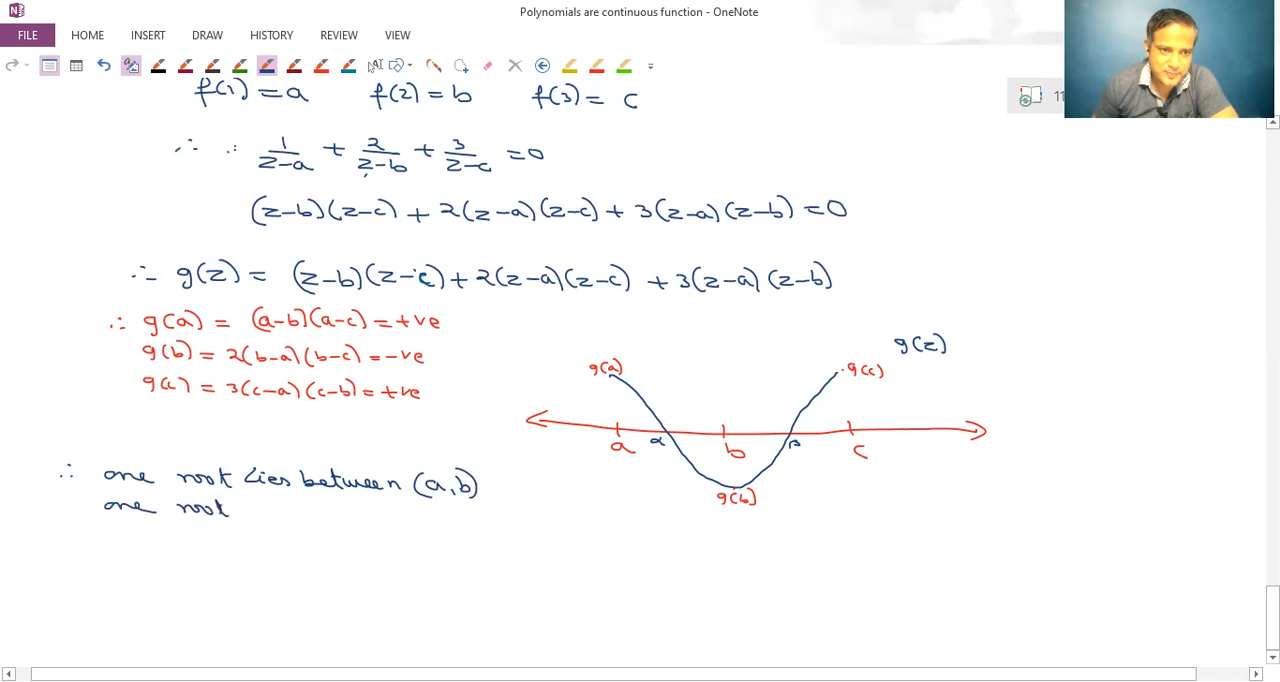 Polynomials are continuous function - OneNote
FILE HOME INSERT DRAW HISTORY REVIEW VIEW
11
f(1) = a f(2) = b f(3) = c
∴ 1/(z-a) + 2/(z-b) + 3/(z-c) = 0
(z-b)(z-c) + 2(z-a)(z-c) + 3(z-a)(z-b) = 0
∴ g(z) = (z-b)(z-c) + 2(z-a)(z-c) + 3(z-a)(z-b)
∴ g(a) = (a-b)(a-c) = +ve
g(b) = 2(b-a)(b-c) = -ve
g(c) = 3(c-a)(c-b) = +ve
g(z)
g(a) g(c)
a α b β c
g(b)
∴ one root lies between (a,b)
one root